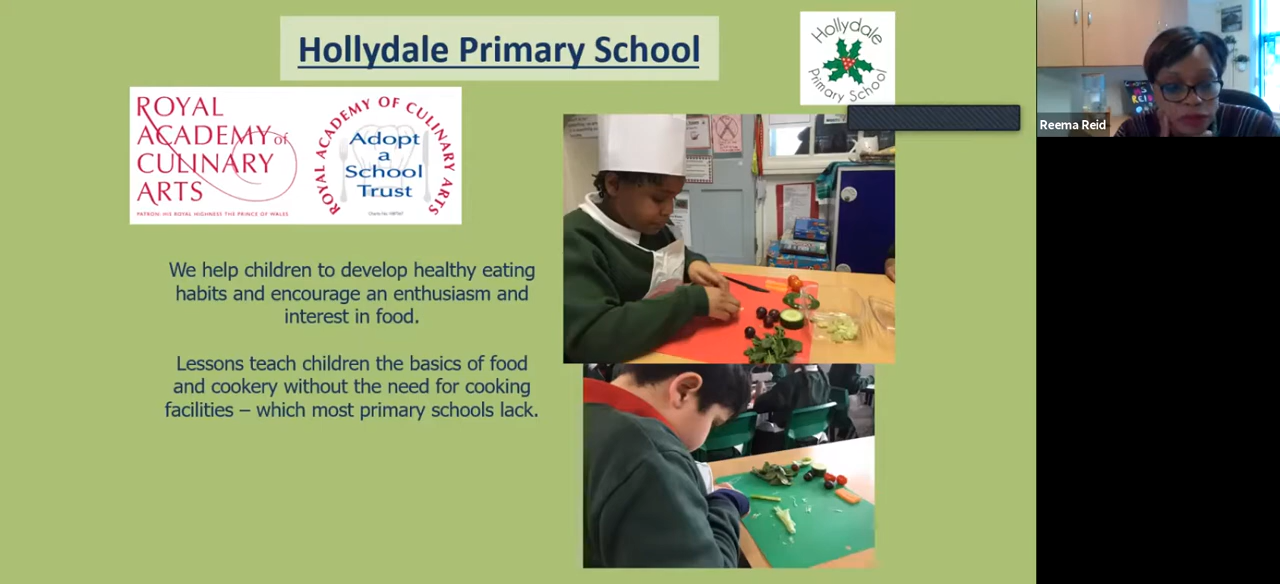 Hollydale Primary School
Hollydale
Primary School
Reema Reid
ROYAL
ACADEMY of
CULINARY
ARTS
PATRON: HIS ROYAL HIGHNESS THE PRINCE OF WALES
ROYAL ACADEMY OF CULINARY ARTS
Adopt
a
School
Trust
We help children to develop healthy eating
habits and encourage an enthusiasm and
interest in food.
Lessons teach children the basics of food
and cookery without the need for cooking
facilities – which most primary schools lack.